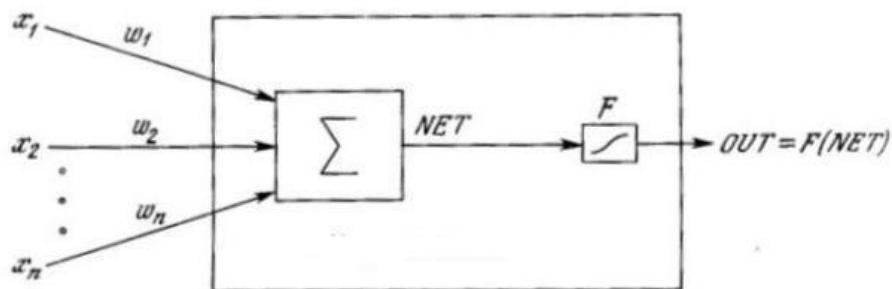 x₁
w₁
F
NET
x₂
w₂
Σ
OUT = F(NET)
wₙ
xₙ